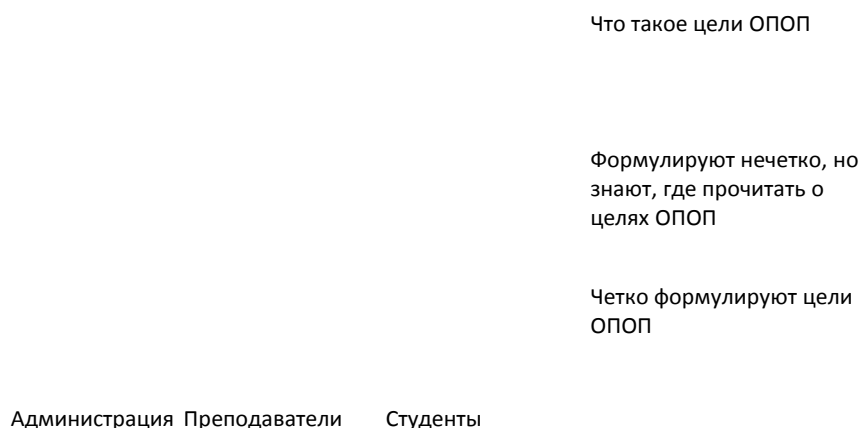 Что такое цели ОПОП
Формулируют нечетко, но
знают, где прочитать о
целях ОПОП
Четко формулируют цели
ОПОП
Администрация Преподаватели Студенты